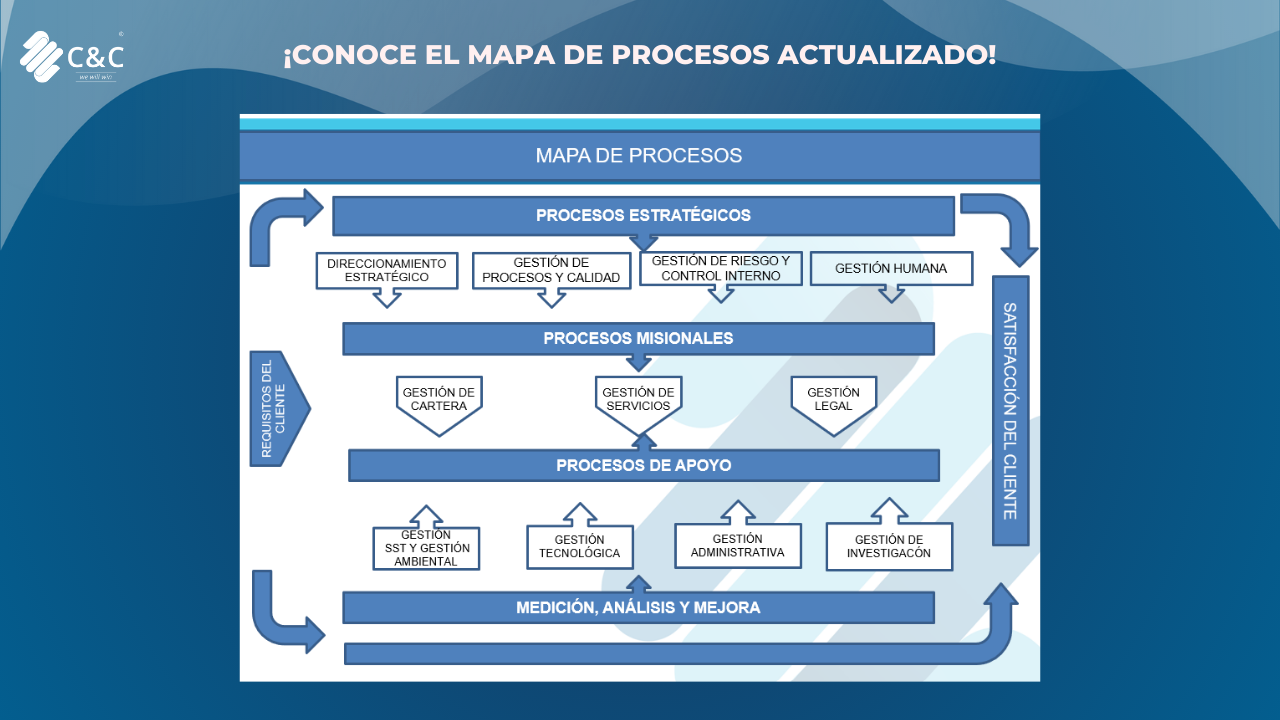 C&C
®
we will win
¡CONOCE EL MAPA DE PROCESOS ACTUALIZADO!
MAPA DE PROCESOS
PROCESOS ESTRATÉGICOS
DIRECCIONAMIENTO
ESTRATÉGICO
GESTIÓN DE
PROCESOS Y CALIDAD
GESTIÓN DE RIESGO Y
CONTROL INTERNO
GESTIÓN HUMANA
PROCESOS MISIONALES
REQUISITOS DEL
CLIENTE
GESTIÓN DE
CARTERA
GESTIÓN DE
SERVICIOS
GESTIÓN
LEGAL
SATISFACCIÓN DEL CLIENTE
PROCESOS DE APOYO
GESTIÓN
SST Y GESTIÓN
AMBIENTAL
GESTIÓN
TECNOLÓGICA
GESTIÓN
ADMINISTRATIVA
GESTIÓN DE
INVESTIGACÓN
MEDICIÓN, ANÁLISIS Y MEJORA